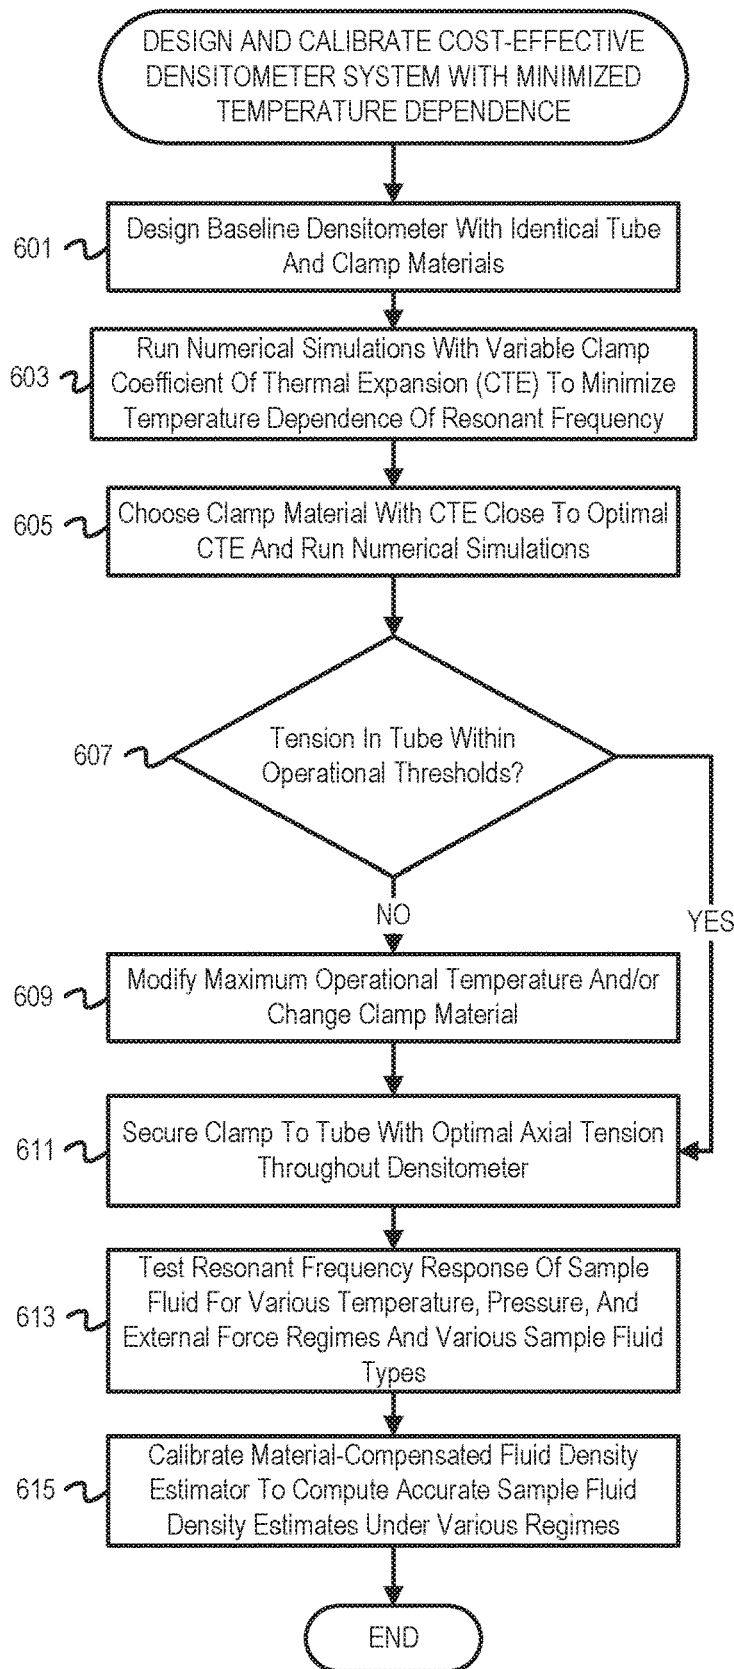 DESIGN AND CALIBRATE COST-EFFECTIVE
DENSITOMETER SYSTEM WITH MINIMIZED
TEMPERATURE DEPENDENCE
601
Design Baseline Densitometer With Identical Tube
And Clamp Materials
603
Run Numerical Simulations With Variable Clamp
Coefficient Of Thermal Expansion (CTE) To Minimize
Temperature Dependence Of Resonant Frequency
605
Choose Clamp Material With CTE Close To Optimal
CTE And Run Numerical Simulations
607
Tension In Tube Within
Operational Thresholds?
NO
YES
609
Modify Maximum Operational Temperature And/or
Change Clamp Material
611
Secure Clamp To Tube With Optimal Axial Tension
Throughout Densitometer
613
Test Resonant Frequency Response Of Sample
Fluid For Various Temperature, Pressure, And
External Force Regimes And Various Sample Fluid
Types
615
Calibrate Material-Compensated Fluid Density
Estimator To Compute Accurate Sample Fluid
Density Estimates Under Various Regimes
END